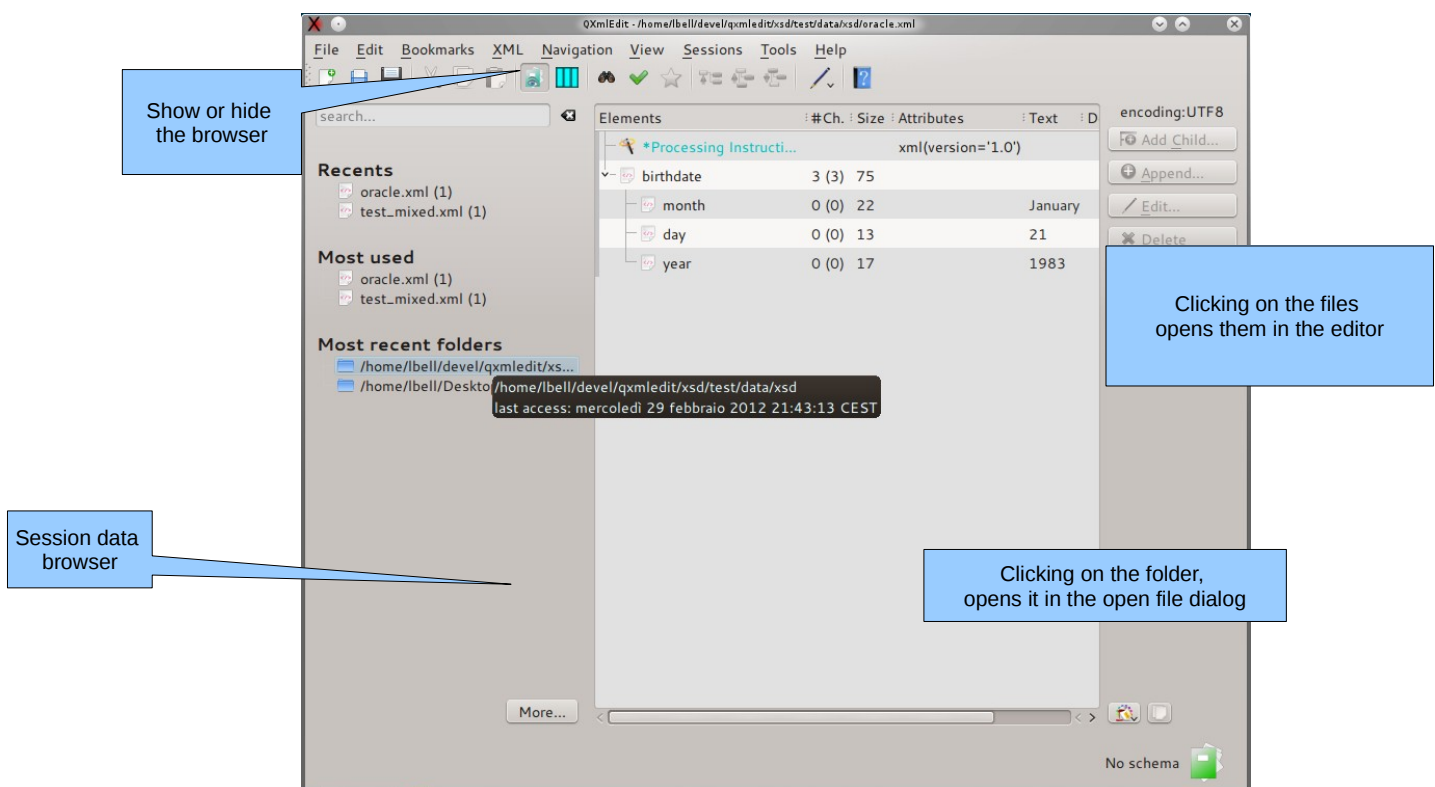 QXmlEdit - /home/lbell/devel/qxmledit/xsd/test/data/xsd/oracle.xml
File Edit Bookmarks XML Navigation View Sessions Tools Help
Show or hide
the browser
search...
Recents
oracle.xml (1)
test_mixed.xml (1)
Most used
oracle.xml (1)
test_mixed.xml (1)
Most recent folders
/home/lbell/devel/qxmledit/xs...
/home/lbell/Deskto
/home/lbell/devel/qxmledit/xsd/test/data/xsd
last access: mercoledì 29 febbraio 2012 21:43:13 CEST
Session data
browser
More...
Elements #Ch. Size Attributes Text D
*Processing Instructi... xml(version='1.0')
birthdate 3 (3) 75
month 0 (0) 22 January
day 0 (0) 13 21
year 0 (0) 17 1983
encoding:UTF8
Add Child...
Append...
Edit...
Delete
Clicking on the files
opens them in the editor
Clicking on the folder,
opens it in the open file dialog
No schema